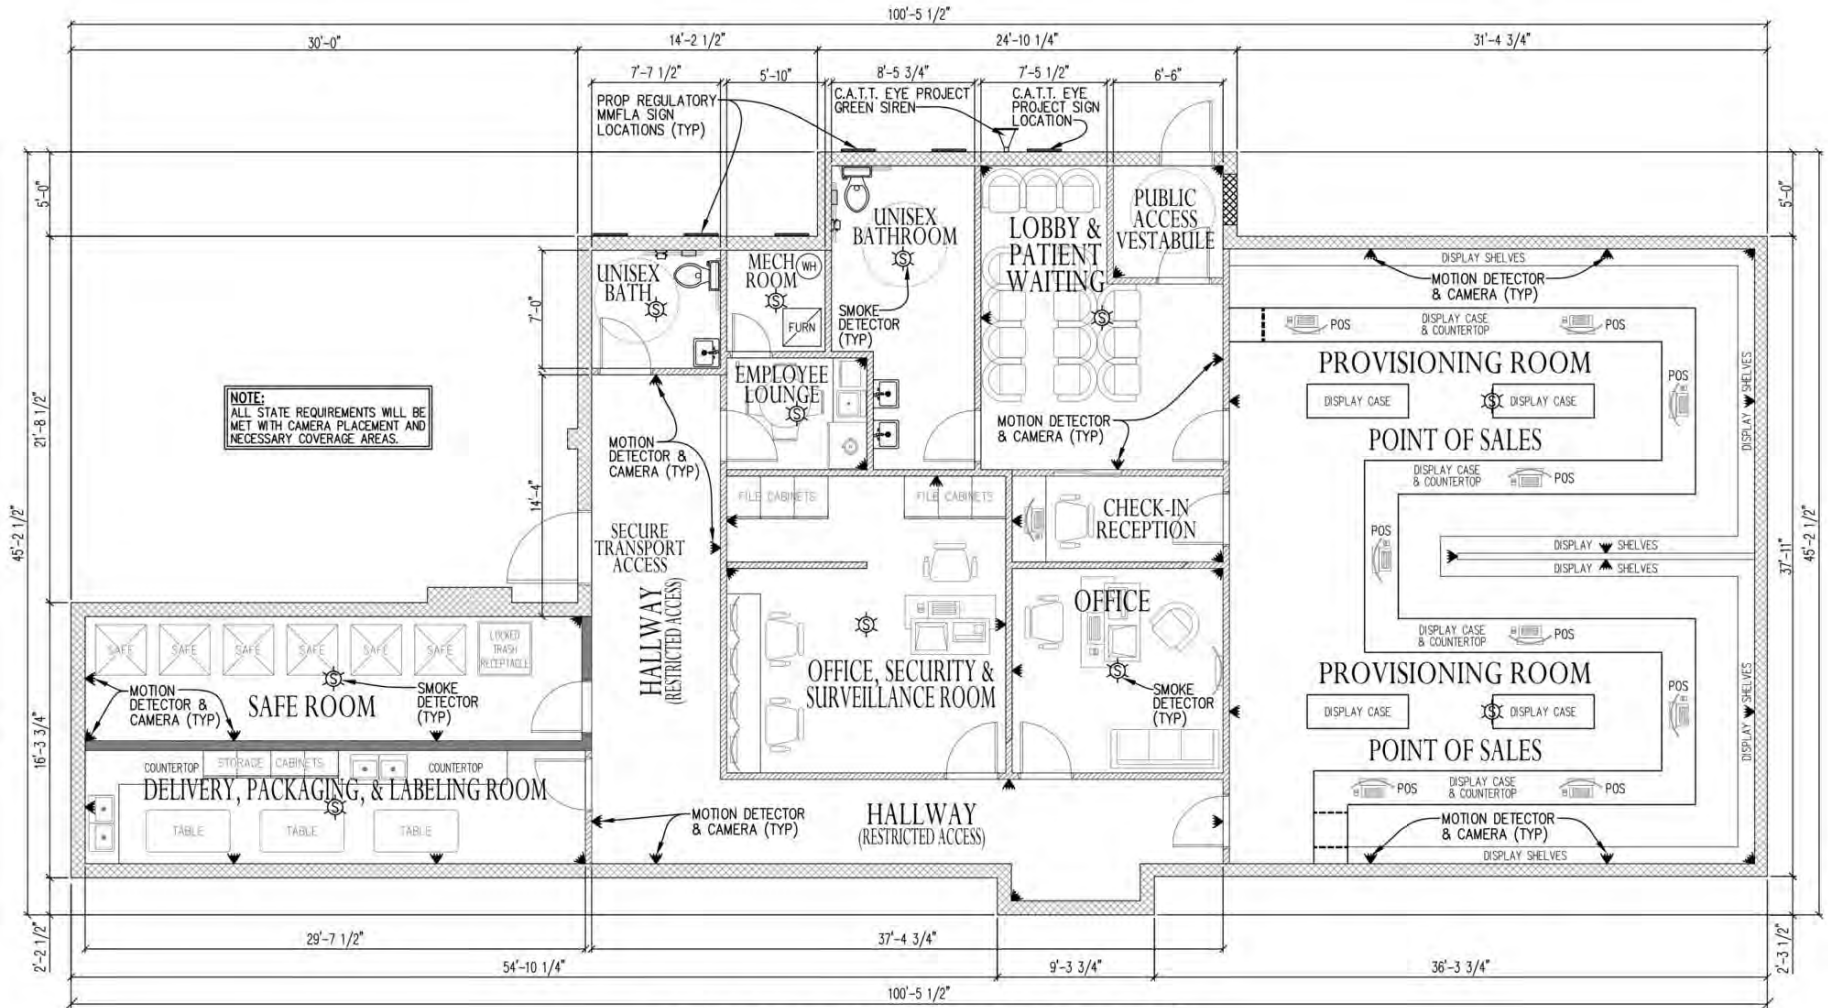 100'-5 1/2"
30'-0"
14'-2 1/2"
24'-10 1/4"
31'-4 3/4"
7'-7 1/2"
5'-10"
8'-5 3/4"
7'-5 1/2"
6'-6"
PROP REGULATORY
MMFLA SIGN
LOCATIONS (TYP)
C.A.T.T. EYE PROJECT
GREEN SIREN
C.A.T.T. EYE
PROJECT SIGN
LOCATION
5'-0"
5'-0"
UNISEX
BATH
MECH
ROOM
WH
FURN
UNISEX
BATHROOM
S
S
S
SMOKE
DETECTOR
(TYP)
LOBBY &
PATIENT
WAITING
S
PUBLIC
ACCESS
VESTABULE
DISPLAY SHELVES
MOTION DETECTOR
& CAMERA (TYP)
7'-0"
POS
DISPLAY CASE
& COUNTERTOP
POS
PROVISIONING ROOM
DISPLAY CASE
S
DISPLAY CASE
POS
DISPLAY SHELVES
POINT OF SALES
EMPLOYEE
LOUNGE
S
NOTE:
ALL STATE REQUIREMENTS WILL BE
MET WITH CAMERA PLACEMENT AND
NECESSARY COVERAGE AREAS.
21'-8 1/2"
MOTION
DETECTOR &
CAMERA (TYP)
MOTION DETECTOR
& CAMERA (TYP)
DISPLAY CASE
& COUNTERTOP
POS
14'-4"
FILE CABINETS
FILE CABINETS
CHECK-IN
RECEPTION
SECURE
TRANSPORT
ACCESS
POS
DISPLAY SHELVES
DISPLAY SHELVES
45'-2 1/2"
37'-11"
45'-2 1/2"
HALLWAY
(RESTRICTED ACCESS)
OFFICE
S
S
DISPLAY CASE
& COUNTERTOP
POS
SAFE
SAFE
SAFE
SAFE
SAFE
SAFE
LOCKED
TRASH
RECEPTACLE
S
MOTION
DETECTOR &
CAMERA (TYP)
SAFE ROOM
SMOKE
DETECTOR
(TYP)
OFFICE, SECURITY &
SURVEILLANCE ROOM
SMOKE
DETECTOR
(TYP)
PROVISIONING ROOM
DISPLAY CASE
S
DISPLAY CASE
POS
DISPLAY SHELVES
POINT OF SALES
16'-3 3/4"
COUNTERTOP
STORAGE CABINETS
COUNTERTOP
DELIVERY, PACKAGING, & LABELING ROOM
S
TABLE
TABLE
TABLE
POS
DISPLAY CASE
& COUNTERTOP
POS
MOTION DETECTOR
& CAMERA (TYP)
HALLWAY
(RESTRICTED ACCESS)
MOTION DETECTOR
& CAMERA (TYP)
DISPLAY SHELVES
2'-2 1/2"
2'-3 1/2"
29'-7 1/2"
37'-4 3/4"
54'-10 1/4"
9'-3 3/4"
36'-3 3/4"
100'-5 1/2"